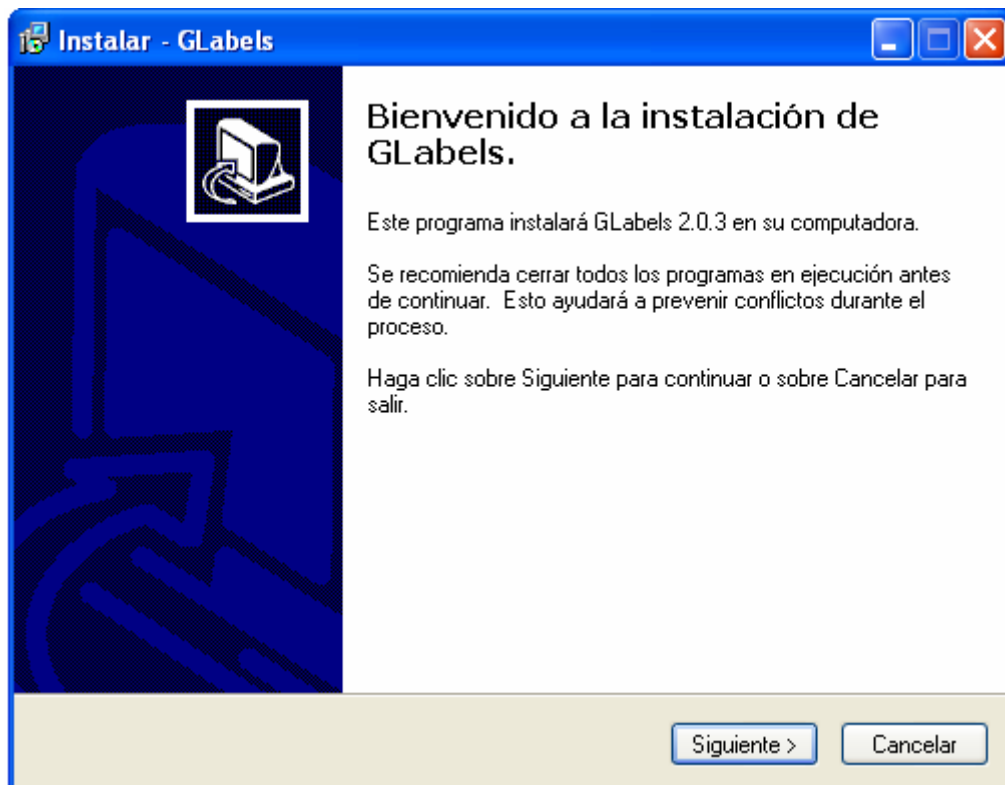 Instalar - GLabels
Bienvenido a la instalación de
GLabels.
Este programa instalará GLabels 2.0.3 en su computadora.
Se recomienda cerrar todos los programas en ejecución antes
de continuar.  Esto ayudará a prevenir conflictos durante el
proceso.
Haga clic sobre Siguiente para continuar o sobre Cancelar para
salir.
Siguiente >
Cancelar